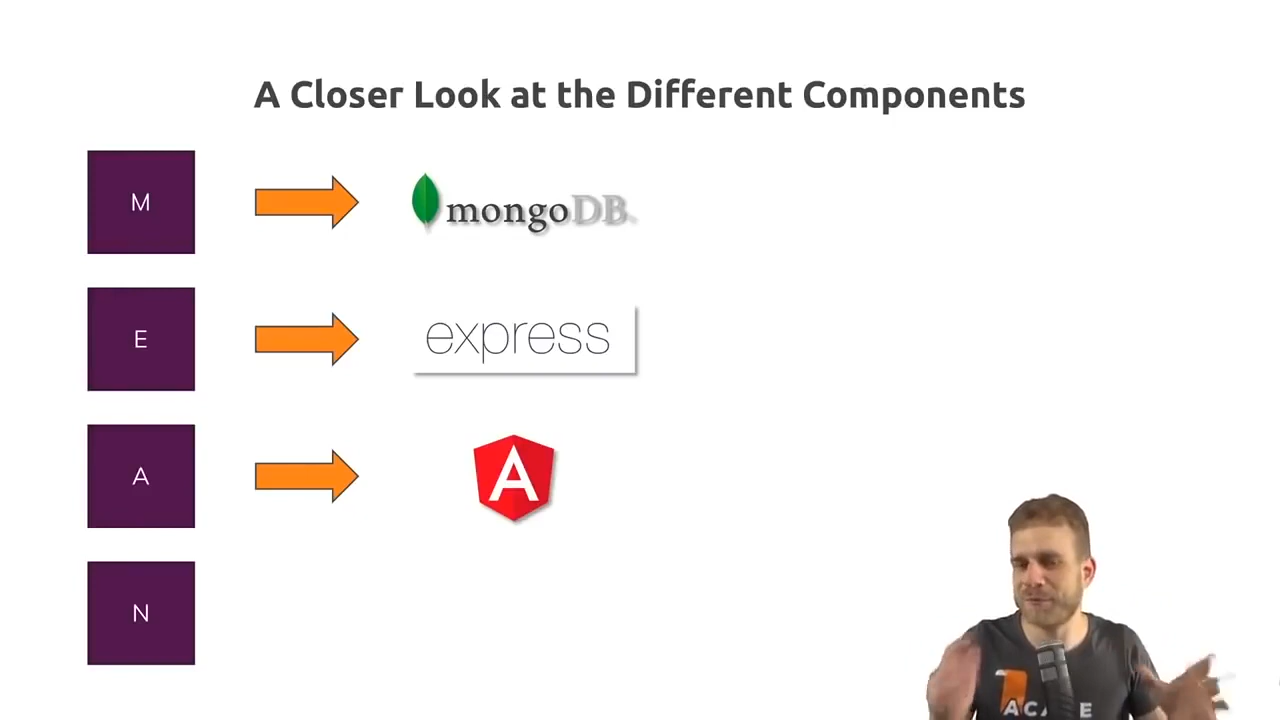 A Closer Look at the Different Components
M
mongoDB
E
express
A
A
N